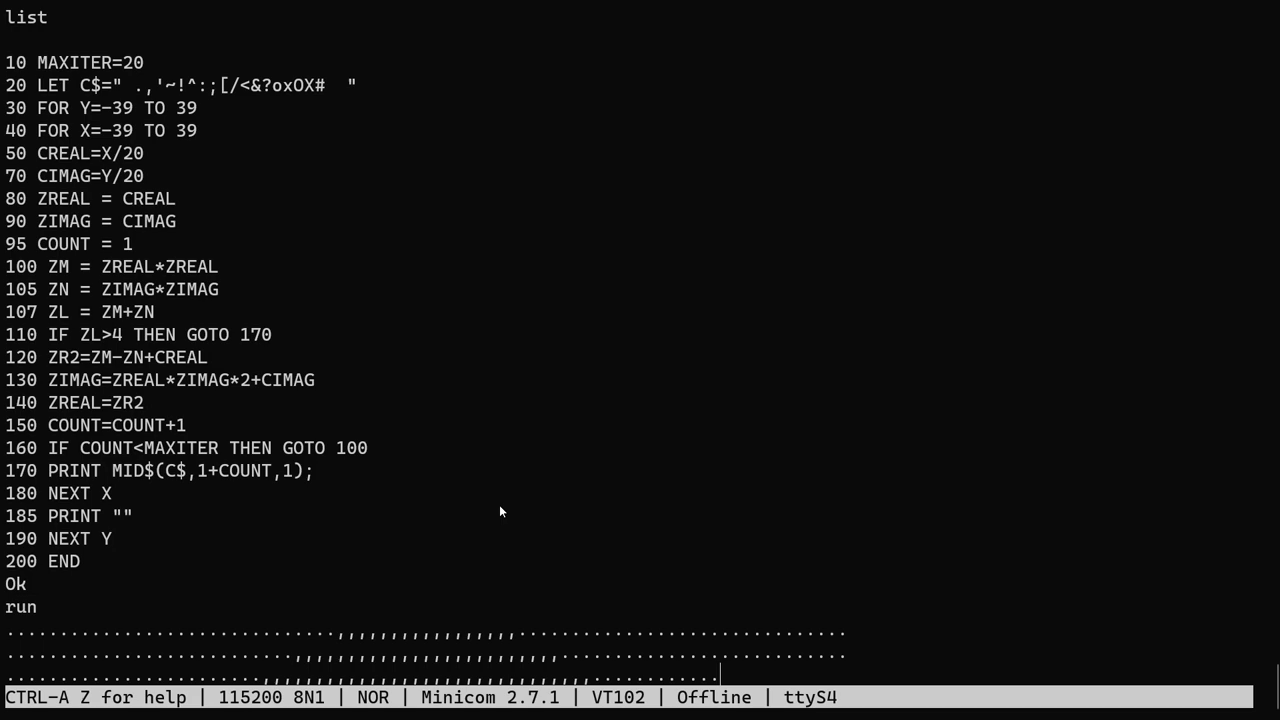 list
10 MAXITER=20
20 LET C$=" .,'~!^:;[/<&?oxOX#  "
30 FOR Y=-39 TO 39
40 FOR X=-39 TO 39
50 CREAL=X/20
70 CIMAG=Y/20
80 ZREAL = CREAL
90 ZIMAG = CIMAG
95 COUNT = 1
100 ZM = ZREAL*ZREAL
105 ZN = ZIMAG*ZIMAG
107 ZL = ZM+ZN
110 IF ZL>4 THEN GOTO 170
120 ZR2=ZM-ZN+CREAL
130 ZIMAG=ZREAL*ZIMAG*2+CIMAG
140 ZREAL=ZR2
150 COUNT=COUNT+1
160 IF COUNT<MAXITER THEN GOTO 100
170 PRINT MID$(C$,1+COUNT,1);
180 NEXT X
185 PRINT ""
190 NEXT Y
200 END
Ok
run
...............................,,,,,,,,,,,,,,,,,...............................
...........................,,,,,,,,,,,,,,,,,,,,,,,,,...........................
........................,,,,,,,,,,,,,,,,,,,,,,,,,,,,,,,............
CTRL-A Z for help | 115200 8N1 | NOR | Minicom 2.7.1 | VT102 | Offline | ttyS4